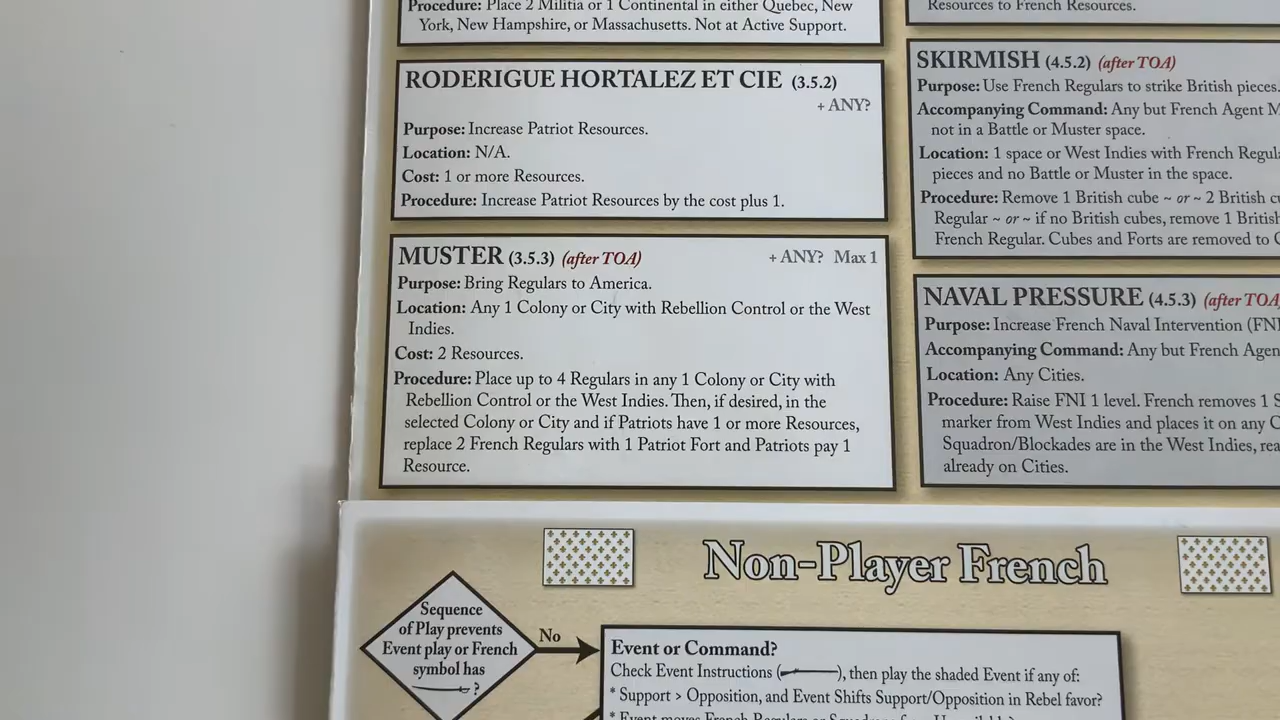 Procedure: Place 2 Militia or 1 Continental in either Quebec, New
York, New Hampshire, or Massachusetts. Not at Active Support.
RODERIGUE HORTALEZ ET CIE (3.5.2)
+ ANY?
Purpose: Increase Patriot Resources.
Location: N/A.
Cost: 1 or more Resources.
Procedure: Increase Patriot Resources by the cost plus 1.
MUSTER (3.5.3) (after TOA) + ANY? Max 1
Purpose: Bring Regulars to America.
Location: Any 1 Colony or City with Rebellion Control or the West
Indies.
Cost: 2 Resources.
Procedure: Place up to 4 Regulars in any 1 Colony or City with
Rebellion Control or the West Indies. Then, if desired, in the
selected Colony or City and if Patriots have 1 or more Resources,
replace 2 French Regulars with 1 Patriot Fort and Patriots pay 1
Resource.
Resources to French Resources.
SKIRMISH (4.5.2) (after TOA)
Purpose: Use French Regulars to strike British pieces.
Accompanying Command: Any but French Agent M
not in a Battle or Muster space.
Location: 1 space or West Indies with French Regul
pieces and no Battle or Muster in the space.
Procedure: Remove 1 British cube ~ or ~ 2 British cu
Regular ~ or ~ if no British cubes, remove 1 British
French Regular. Cubes and Forts are removed to C
NAVAL PRESSURE (4.5.3) (after TOA
Purpose: Increase French Naval Intervention (FNI
Accompanying Command: Any but French Agen
Location: Any Cities.
Procedure: Raise FNI 1 level. French removes 1 S
marker from West Indies and places it on any C
Squadron/Blockades are in the West Indies, rea
already on Cities.
Non-Player French
Sequence
of Play prevents
Event play or French
symbol has
?
No
Event or Command?
Check Event Instructions ( ), then play the shaded Event if any of:
* Support > Opposition, and Event Shifts Support/Opposition in Rebel favor?
* Event moves French Regulars or Squadrons from Unavailable?